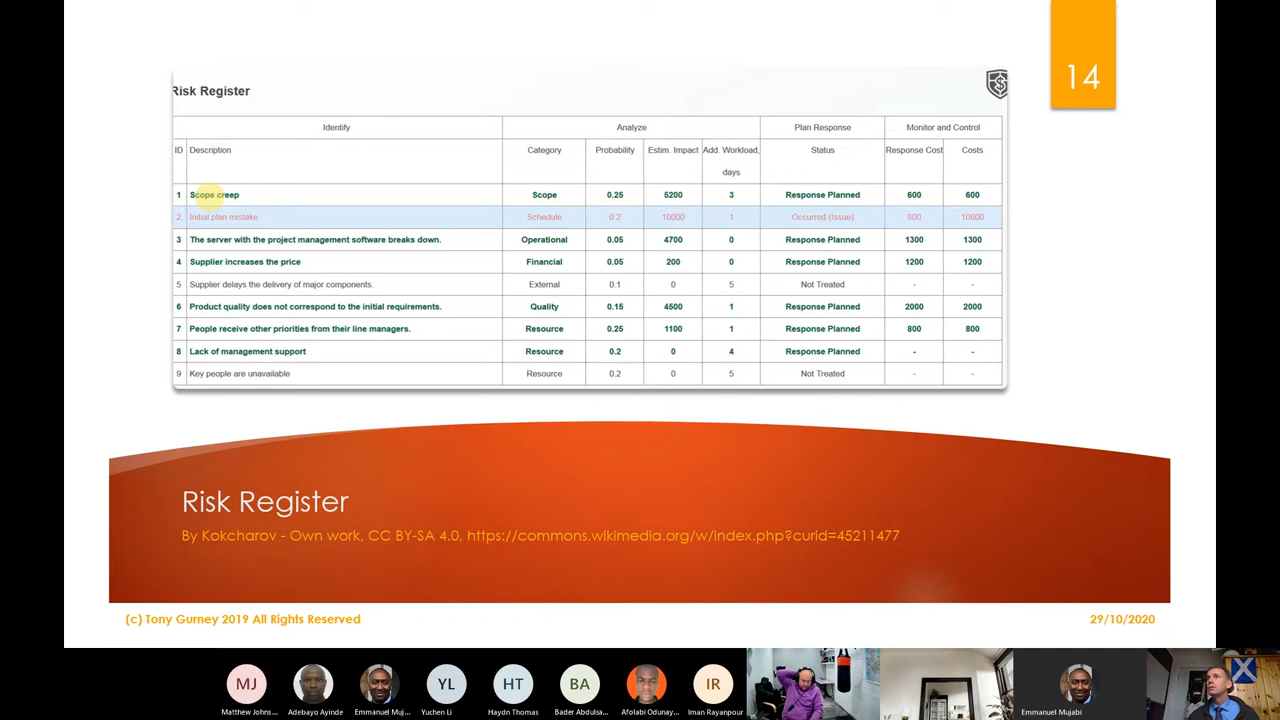 14
Risk Register
Identify Analyze Plan Response Monitor and Control
ID Description Category Probability Estim. Impact Add. Workload, days Status Response Cost Costs
1 Scope creep Scope 0.25 5200 3 Response Planned 600 600
2 Initial plan mistake Schedule 0.2 10000 1 Occurred (Issue) 800 10800
3 The server with the project management software breaks down. Operational 0.05 4700 0 Response Planned 1300 1300
4 Supplier increases the price Financial 0.05 200 0 Response Planned 1200 1200
5 Supplier delays the delivery of major components. External 0.1 0 5 Not Treated - -
6 Product quality does not correspond to the initial requirements. Quality 0.15 4500 1 Response Planned 2000 2000
7 People receive other priorities from their line managers. Resource 0.25 1100 1 Response Planned 800 800
8 Lack of management support Resource 0.2 0 4 Response Planned - -
9 Key people are unavailable Resource 0.2 0 5 Not Treated - -
Risk Register
By Kokcharov - Own work, CC BY-SA 4.0, https://commons.wikimedia.org/w/index.php?curid=45211477
(c) Tony Gurney 2019 All Rights Reserved 29/10/2020
MJ YL HT BA IR
Matthew Johns... Adebayo Ayinde Emmanuel Muj... Yuchen Li Haydn Thomas Bader Abdulsa... Afolabi Odunay... Iman Rayanpour Emmanuel Mujabi